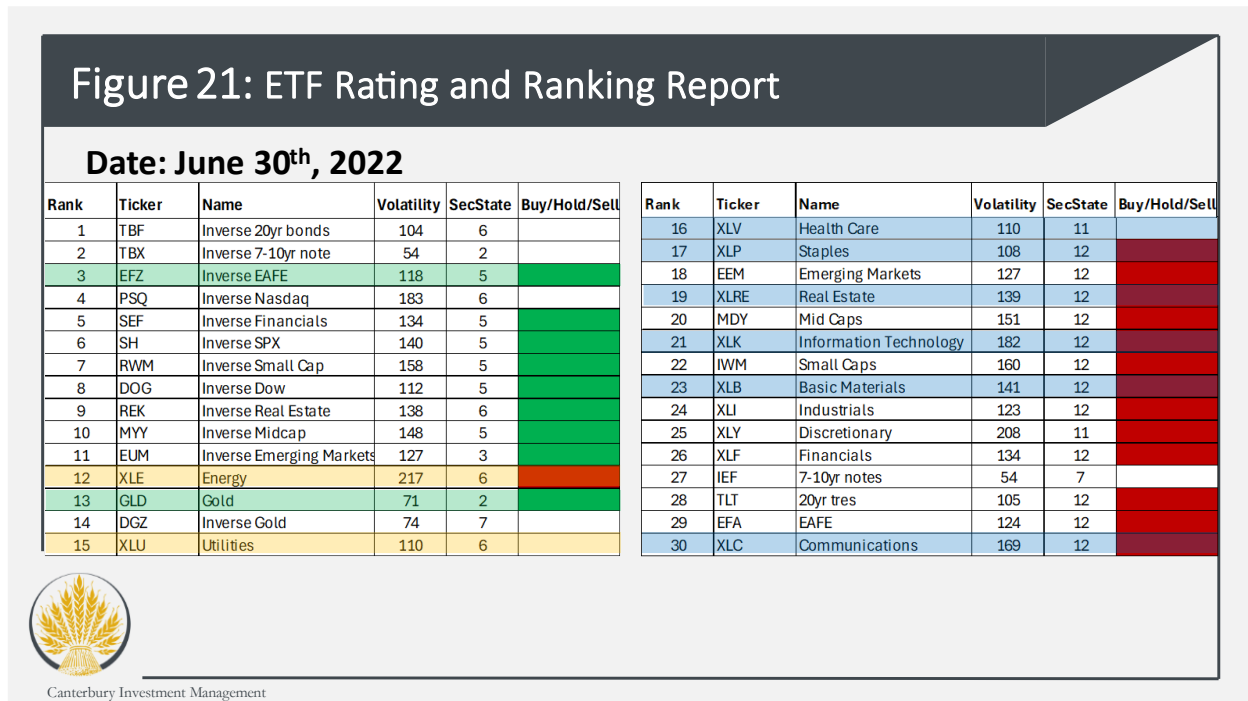 Figure 21: ETF Rating and Ranking Report
Date: June 30th, 2022
Rank Ticker Name Volatility SecState Buy/Hold/Sell
1 TBF Inverse 20yr bonds 104 6
2 TBX Inverse 7-10yr note 54 2
3 EFZ Inverse EAFE 118 5
4 PSQ Inverse Nasdaq 183 6
5 SEF Inverse Financials 134 5
6 SH Inverse SPX 140 5
7 RWM Inverse Small Cap 158 5
8 DOG Inverse Dow 112 5
9 REK Inverse Real Estate 138 6
10 MYY Inverse Midcap 148 5
11 EUM Inverse Emerging Markets 127 3
12 XLE Energy 217 6
13 GLD Gold 71 2
14 DGZ Inverse Gold 74 7
15 XLU Utilities 110 6
Rank Ticker Name Volatility SecState Buy/Hold/Sell
16 XLV Health Care 110 11
17 XLP Staples 108 12
18 EEM Emerging Markets 127 12
19 XLRE Real Estate 139 12
20 MDY Mid Caps 151 12
21 XLK Information Technology 182 12
22 IWM Small Caps 160 12
23 XLB Basic Materials 141 12
24 XLI Industrials 123 12
25 XLY Discretionary 208 11
26 XLF Financials 134 12
27 IEF 7-10yr notes 54 7
28 TLT 20yr tres 105 12
29 EFA EAFE 124 12
30 XLC Communications 169 12
Canterbury Investment Management